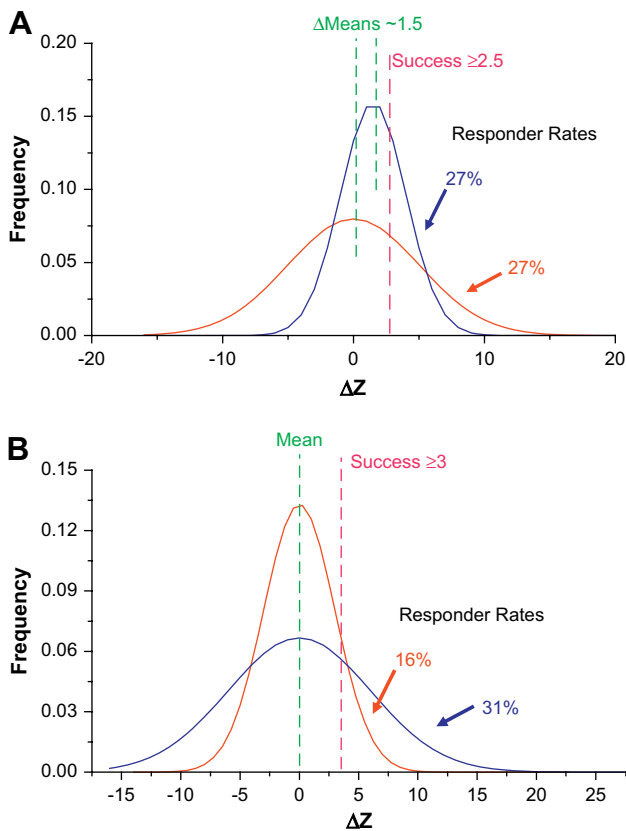 A
ΔMeans ~1.5
Success ≥2.5
Responder Rates
27%
27%
Frequency
0.20
0.15
0.10
0.05
0.00
-20
-10
0
10
20
ΔZ
B
Mean
Success ≥3
Responder Rates
16%
31%
Frequency
0.15
0.12
0.09
0.06
0.03
0.00
-15
-10
-5
0
5
10
15
20
25
ΔZ